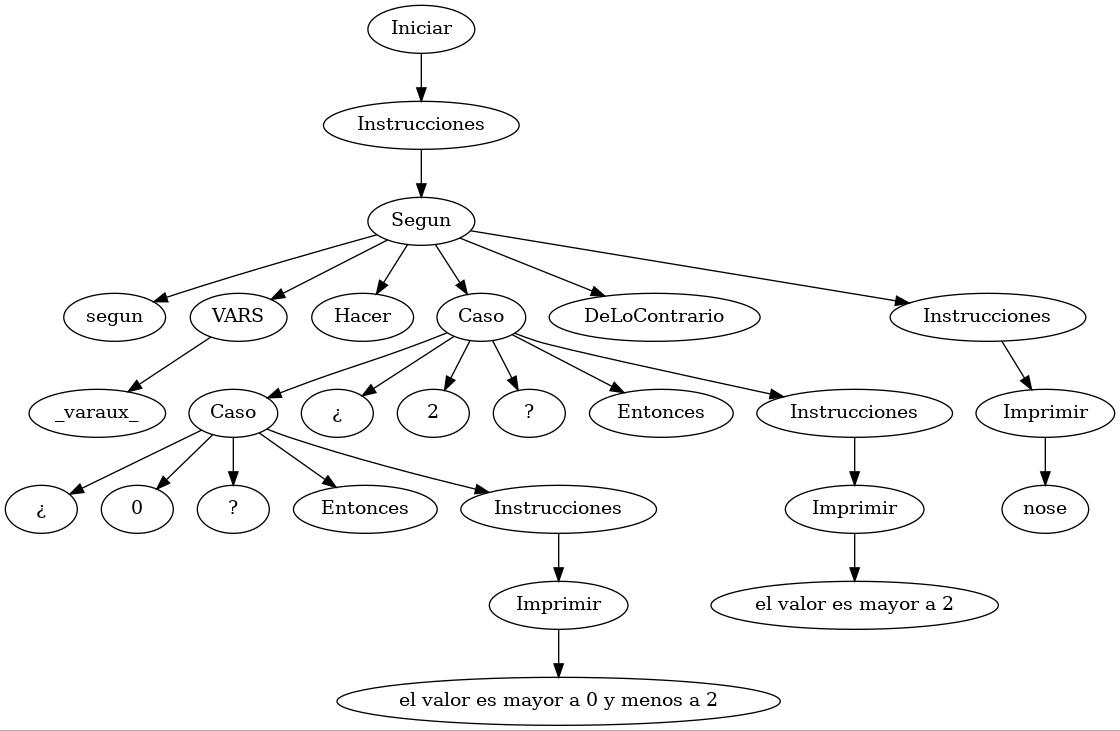 Iniciar
Instrucciones
Segun
segun
VARS
Hacer
Caso
DeLoContrario
Instrucciones
_varaux_
Caso
¿
2
?
Entonces
Instrucciones
Imprimir
¿
0
?
Entonces
Instrucciones
Imprimir
nose
Imprimir
el valor es mayor a 2
el valor es mayor a 0 y menos a 2